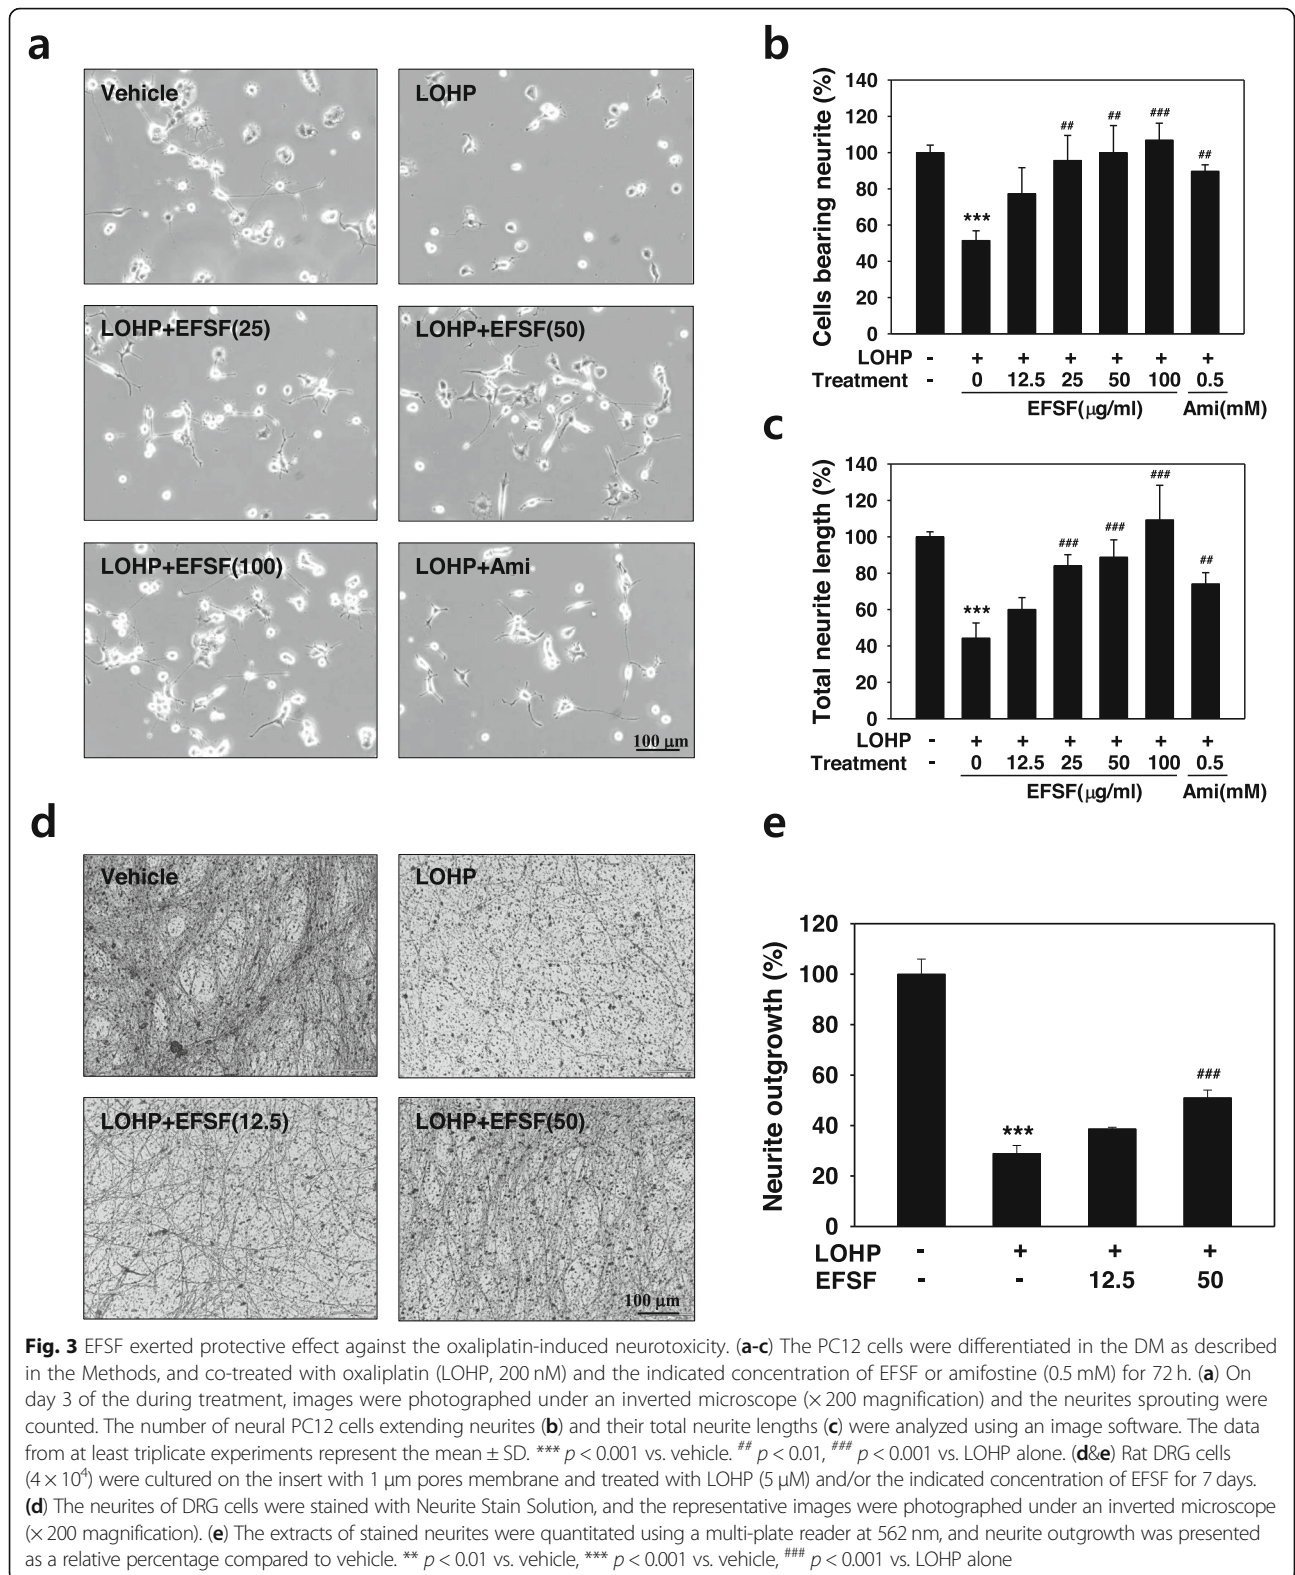 a
Vehicle
LOHP
LOHP+EFSF(25)
LOHP+EFSF(50)
LOHP+EFSF(100)
LOHP+Ami
100 μm
b
Cells bearing neurite (%)
140
120
100
80
60
40
20
0
***
##
##
###
##
LOHP - + + + + + +
Treatment - 0 12.5 25 50 100 0.5
EFSF(μg/ml) Ami(mM)
c
Total neurite length (%)
140
120
100
80
60
40
20
0
***
###
###
###
##
LOHP - + + + + + +
Treatment - 0 12.5 25 50 100 0.5
EFSF(μg/ml) Ami(mM)
d
Vehicle
LOHP
LOHP+EFSF(12.5)
LOHP+EFSF(50)
100 μm
e
Neurite outgrowth (%)
120
100
80
60
40
20
0
***
###
LOHP - + + +
EFSF - - 12.5 50
Fig. 3 EFSF exerted protective effect against the oxaliplatin-induced neurotoxicity. (a-c) The PC12 cells were differentiated in the DM as described
in the Methods, and co-treated with oxaliplatin (LOHP, 200 nM) and the indicated concentration of EFSF or amifostine (0.5 mM) for 72 h. (a) On
day 3 of the during treatment, images were photographed under an inverted microscope (× 200 magnification) and the neurites sprouting were
counted. The number of neural PC12 cells extending neurites (b) and their total neurite lengths (c) were analyzed using an image software. The data
from at least triplicate experiments represent the mean ± SD. *** p < 0.001 vs. vehicle. ## p < 0.01, ### p < 0.001 vs. LOHP alone. (d&e) Rat DRG cells
(4 × 10⁴) were cultured on the insert with 1 μm pores membrane and treated with LOHP (5 μM) and/or the indicated concentration of EFSF for 7 days.
(d) The neurites of DRG cells were stained with Neurite Stain Solution, and the representative images were photographed under an inverted microscope
(× 200 magnification). (e) The extracts of stained neurites were quantitated using a multi-plate reader at 562 nm, and neurite outgrowth was presented
as a relative percentage compared to vehicle. ** p < 0.01 vs. vehicle, *** p < 0.001 vs. vehicle, ### p < 0.001 vs. LOHP alone